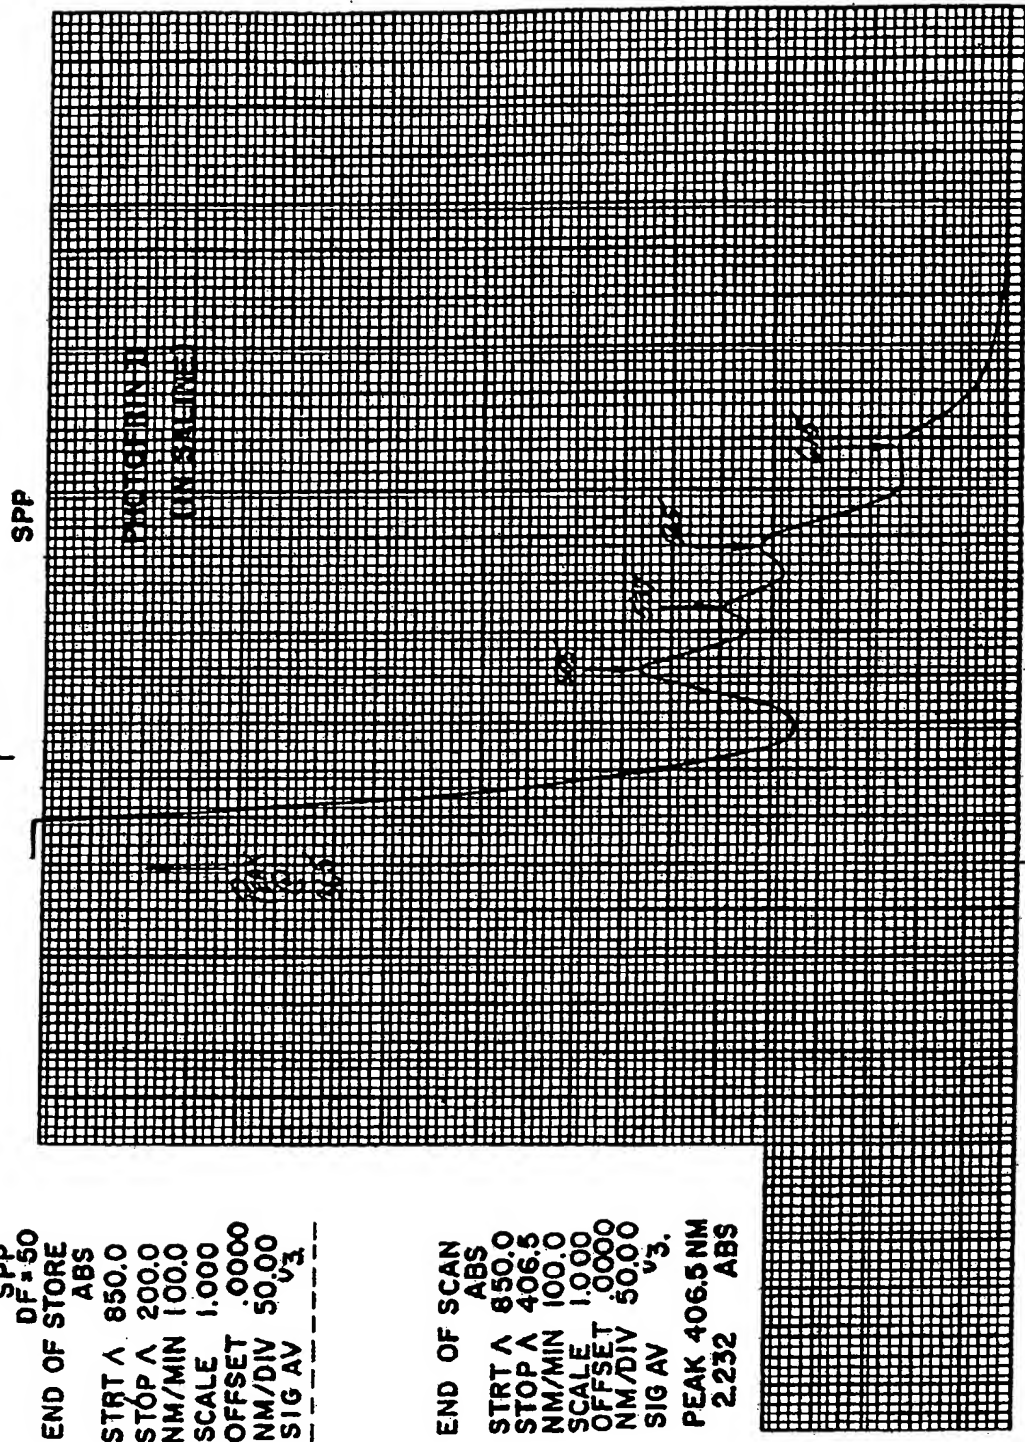 SPP
PHOTOFRIN II
(IN SALINE)
SPP
DF=50
END OF STORE
ABS
STRT Λ 850.0
STOP Λ 200.0
NM/MIN 100.0
SCALE 1.000
OFFSET .0000
NM/DIV 50.00
SIG AV 3.
END OF SCAN
ABS
STRT Λ 850.0
STOP Λ 406.5
NM/MIN 100.0
SCALE 1.000
OFFSET .0000
NM/DIV 50.00
SIG AV 3.
PEAK 406.5 NM
2.232 ABS